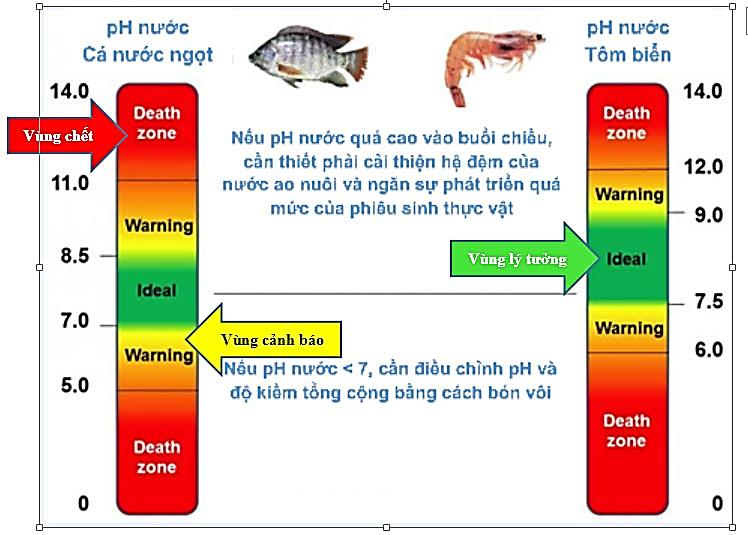 pH nước
Cá nước ngọt
14.0
Death
zone
Vùng chết
11.0
Warning
8.5
Ideal
7.0
Warning
5.0
Death
zone
0
Nếu pH nước quá cao vào buổi chiều,
cần thiết phải cải thiện hệ đệm của
nước ao nuôi và ngăn sự phát triển quá
mức của phiêu sinh thực vật
Vùng lý tưởng
Vùng cảnh báo
Nếu pH nước < 7, cần điều chỉnh pH và
độ kiềm tổng cộng bằng cách bón vôi
pH nước
Tôm biển
14.0
Death
zone
12.0
Warning
9.0
Ideal
7.5
Warning
6.0
Death
zone
0